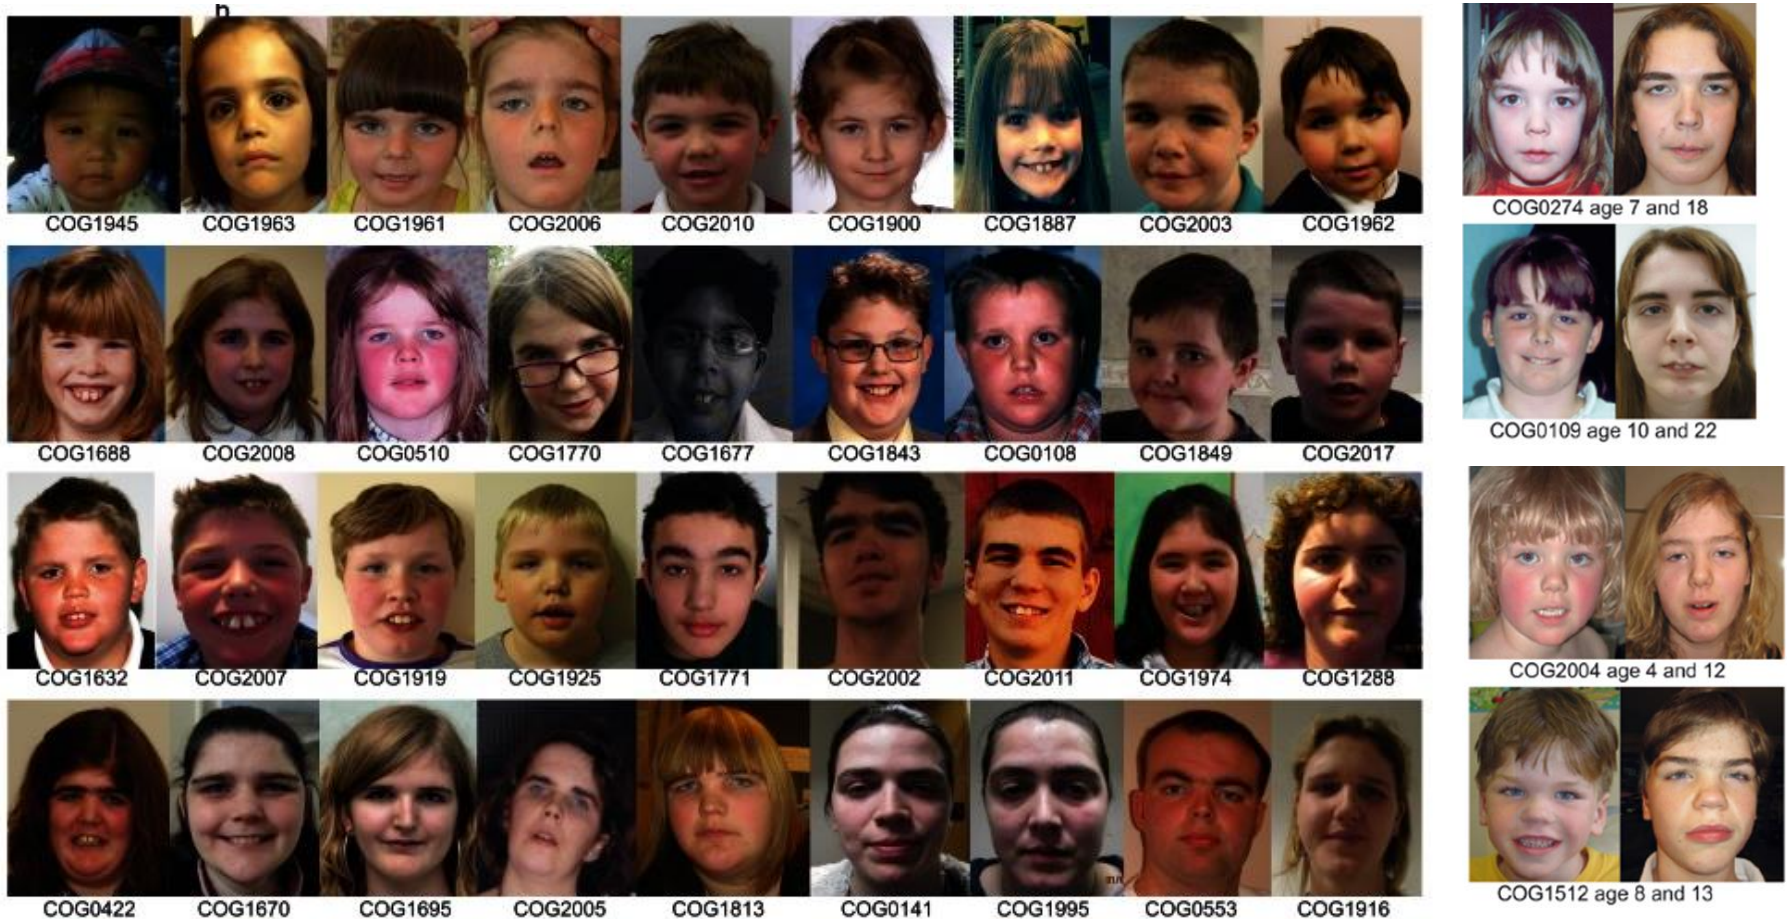 COG1945 COG1963 COG1961 COG2006 COG2010 COG1900 COG1887 COG2003 COG1962
COG1688 COG2008 COG0510 COG1770 COG1677 COG1843 COG0108 COG1849 COG2017
COG1632 COG2007 COG1919 COG1925 COG1771 COG2002 COG2011 COG1974 COG1288
COG0422 COG1670 COG1695 COG2005 COG1813 COG0141 COG1995 COG0553 COG1916
COG0274 age 7 and 18
COG0109 age 10 and 22
COG2004 age 4 and 12
COG1512 age 8 and 13